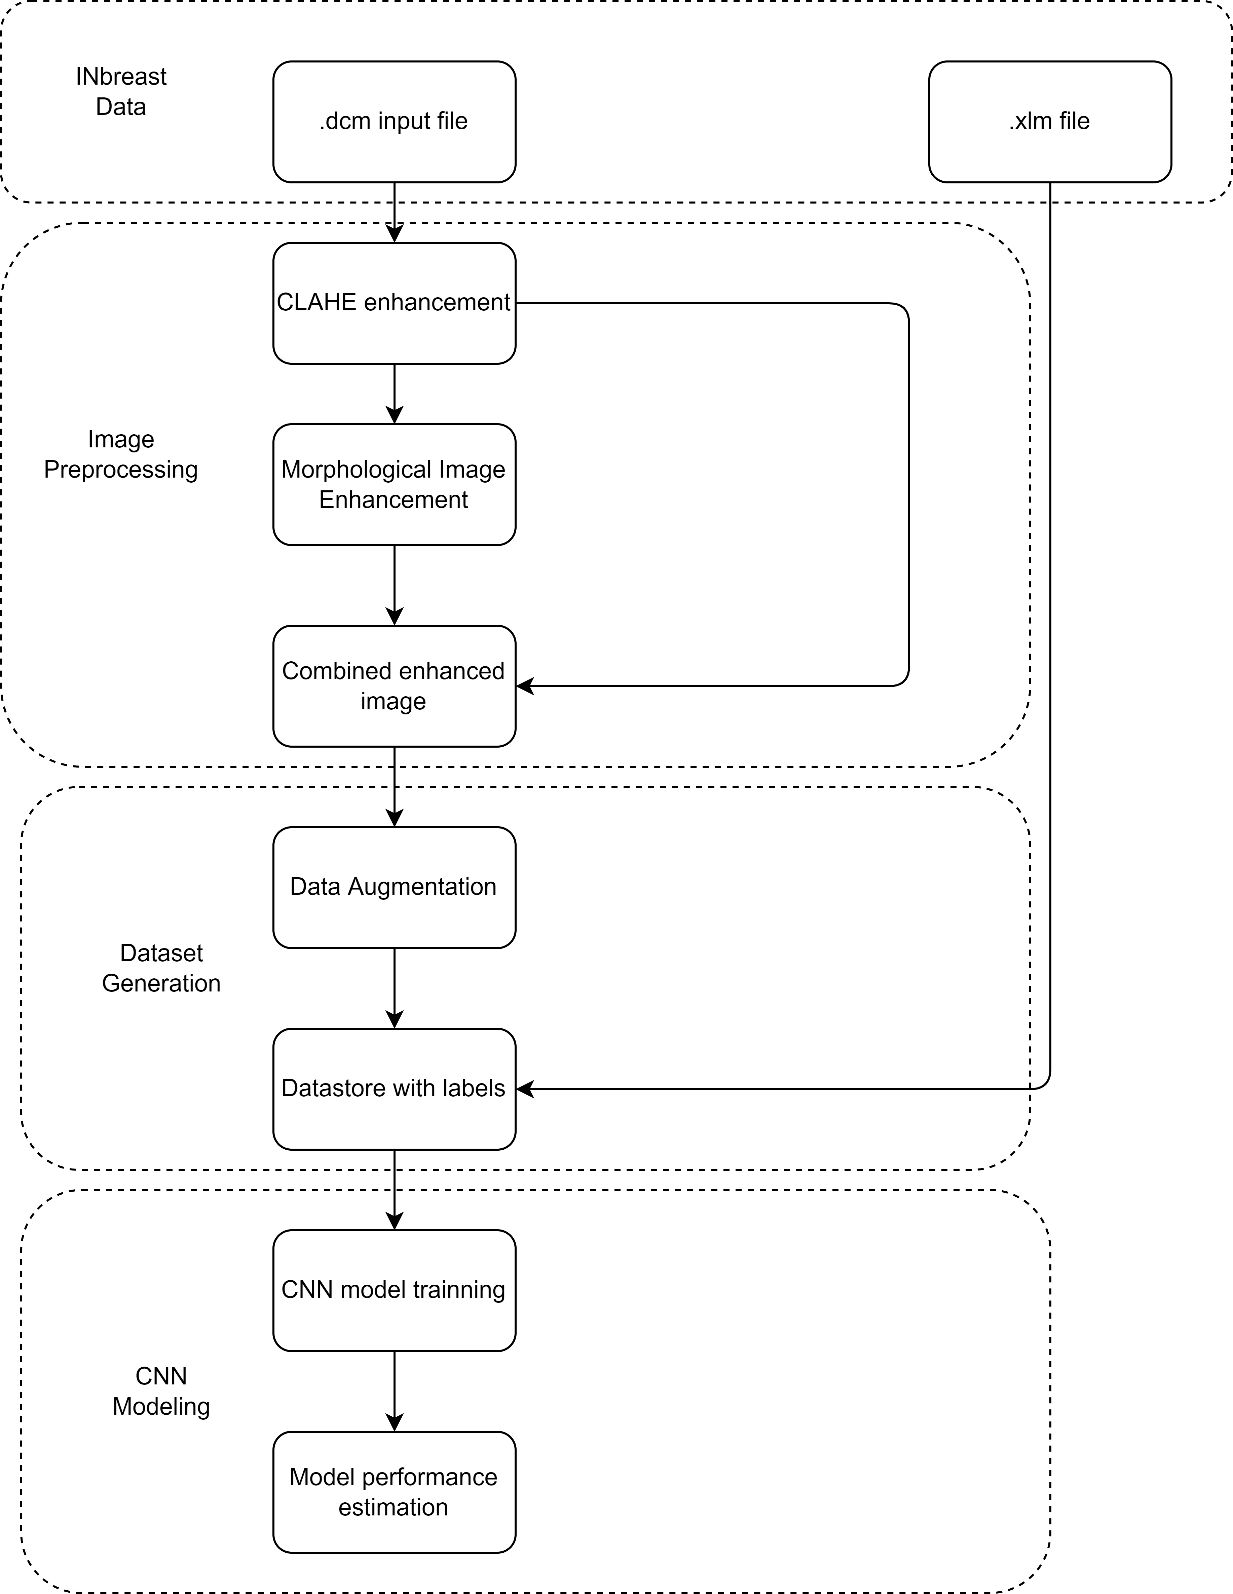 INbreast
Data
.dcm input file
.xlm file
CLAHE enhancement
Image
Preprocessing
Morphological Image
Enhancement
Combined enhanced
image
Data Augmentation
Dataset
Generation
Datastore with labels
CNN model trainning
CNN
Modeling
Model performance
estimation